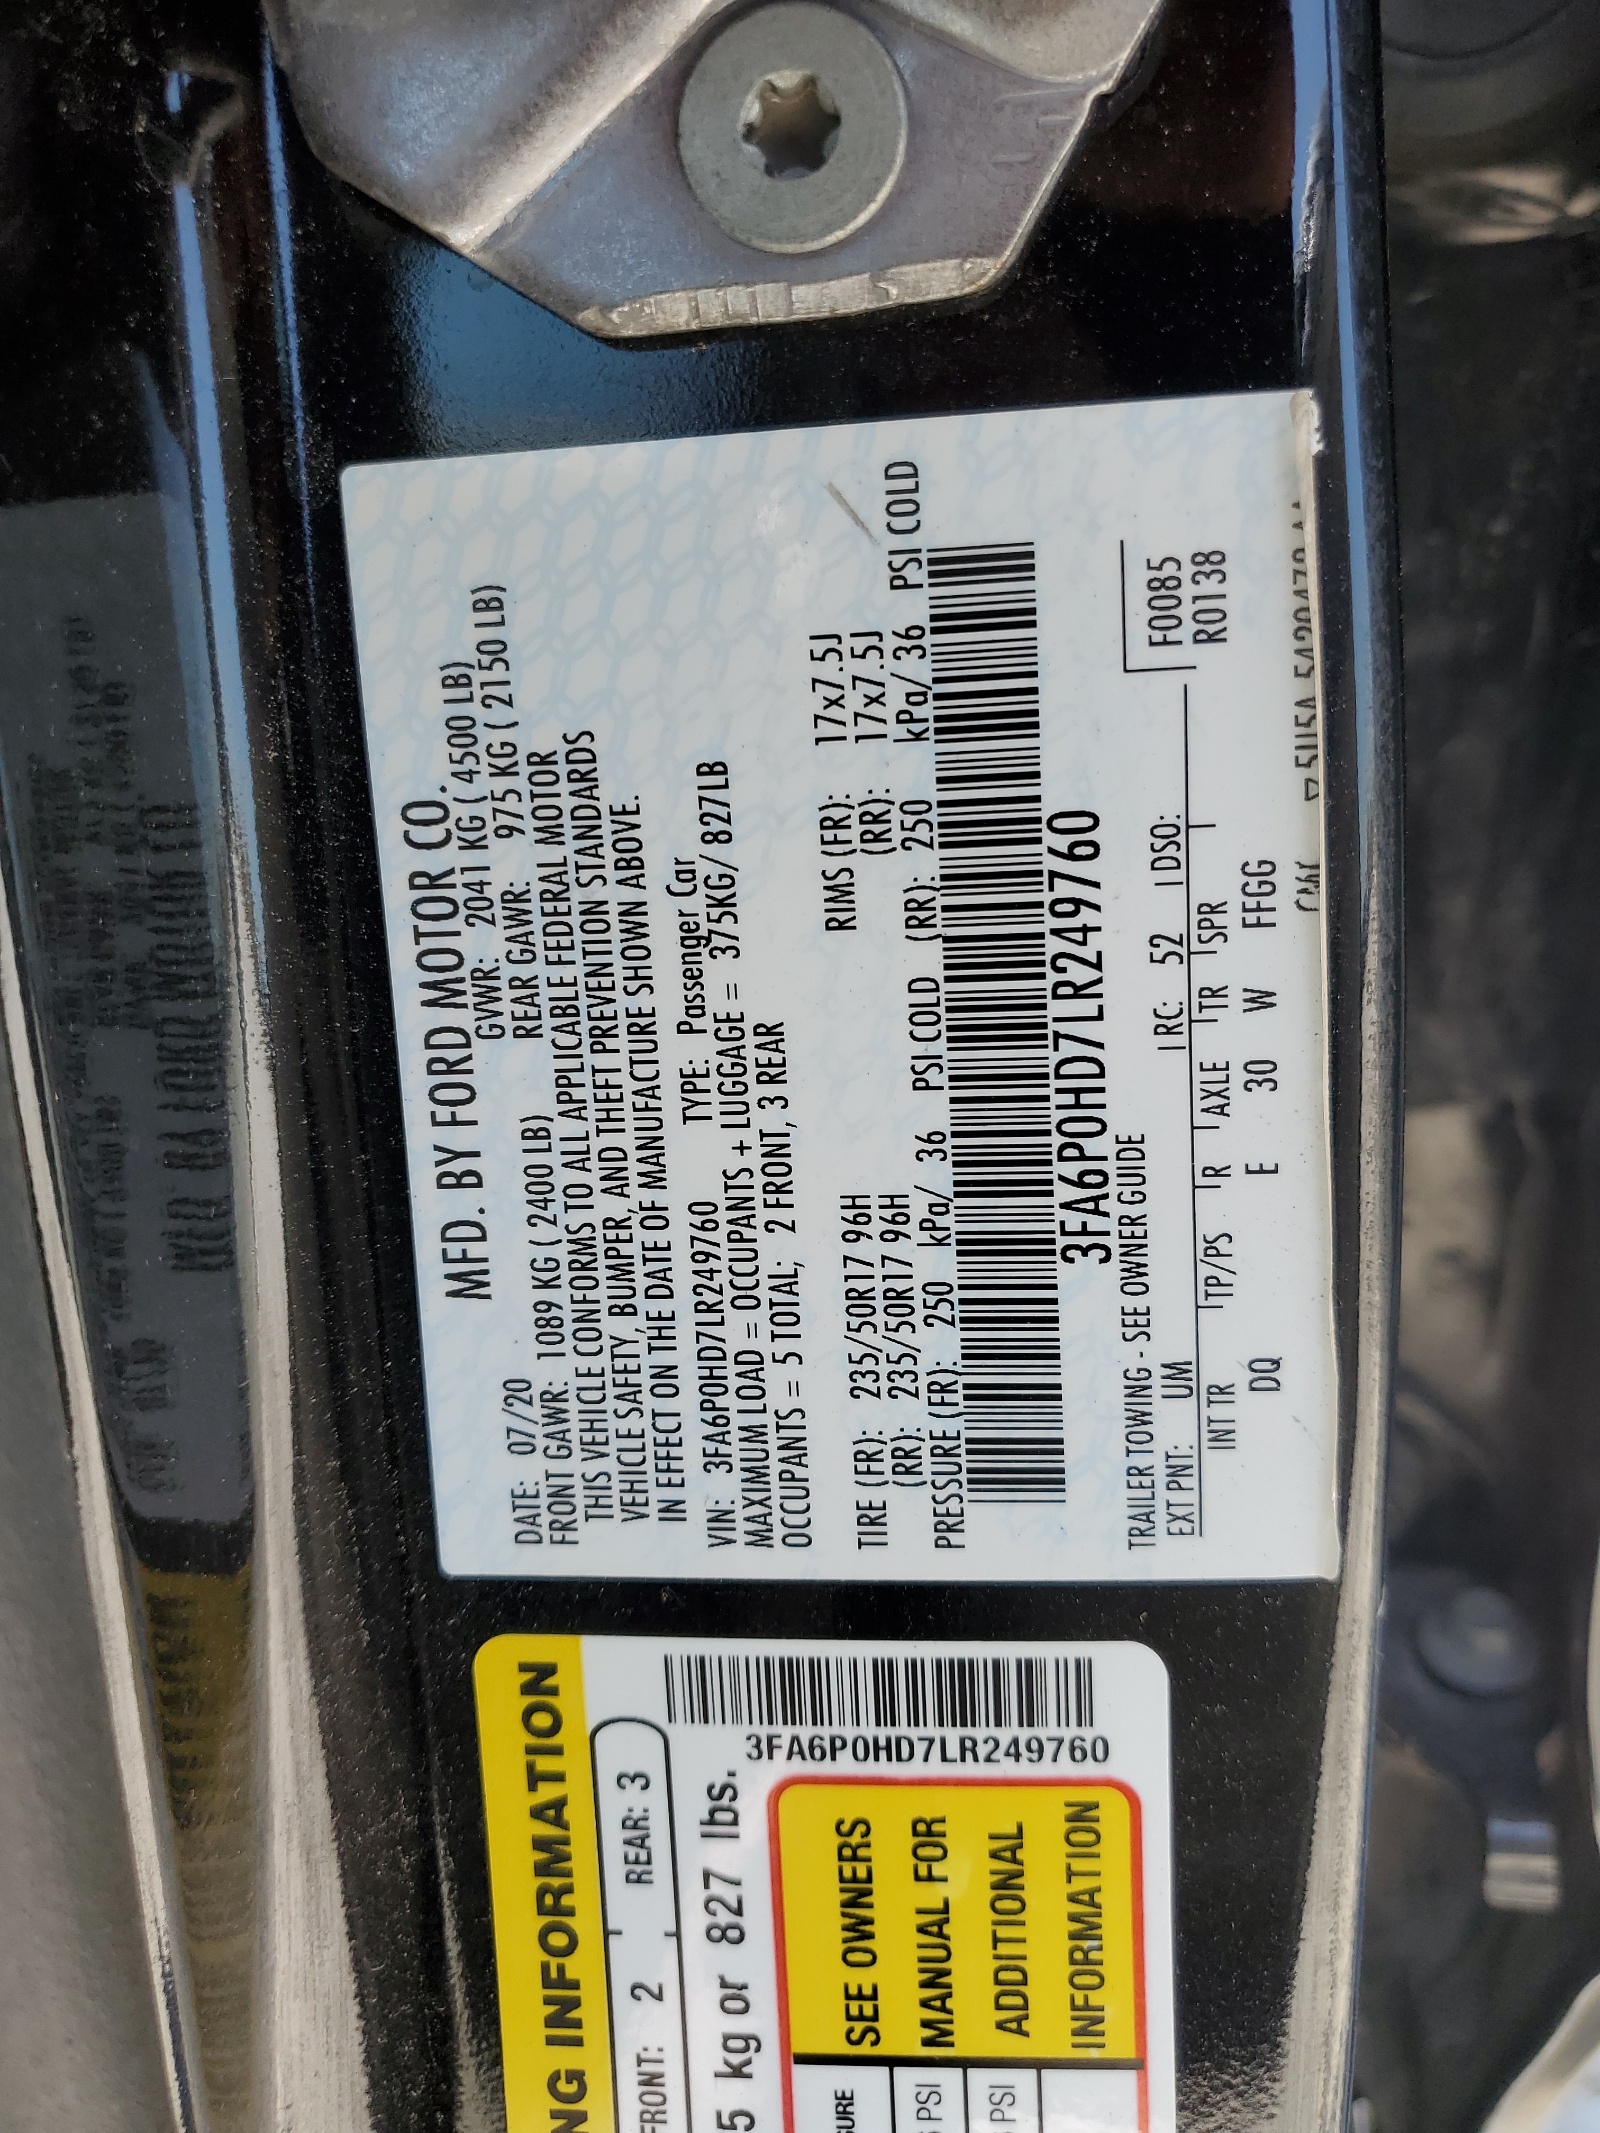 MFD. BY FORD MOTOR CO.
DATE: 07/20 GVWR: 2041 KG ( 4500 LB)
FRONT GAWR: 1089 KG ( 2400 LB) REAR GAWR: 975 KG ( 2150 LB)
THIS VEHICLE CONFORMS TO ALL APPLICABLE FEDERAL MOTOR
VEHICLE SAFETY, BUMPER, AND THEFT PREVENTION STANDARDS
IN EFFECT ON THE DATE OF MANUFACTURE SHOWN ABOVE.
VIN: 3FA6P0HD7LR249760 TYPE: Passenger Car
MAXIMUM LOAD = OCCUPANTS + LUGGAGE = 375KG/ 827LB
OCCUPANTS = 5 TOTAL; 2 FRONT, 3 REAR
TIRE (FR): 235/50R17 96H RIMS (FR): 17x7.5J
(RR): 235/50R17 96H (RR): 17x7.5J
PRESSURE (FR): 250 kPa/ 36 PSI COLD (RR): 250 kPa/ 36 PSI COLD
3FA6P0HD7LR249760
TRAILER TOWING - SEE OWNER GUIDE
EXT PNT: UM RC: 52 DSO:
F0085
R0138
INT TR TP/PS R AXLE TR SPR
DQ E 30 W FFGG
NG INFORMATION
FRONT: 2 REAR: 3
5 kg or 827 lbs.
3FA6P0HD7LR249760
SEE OWNERS
MANUAL FOR
ADDITIONAL
INFORMATION
URE
PSI
PSI